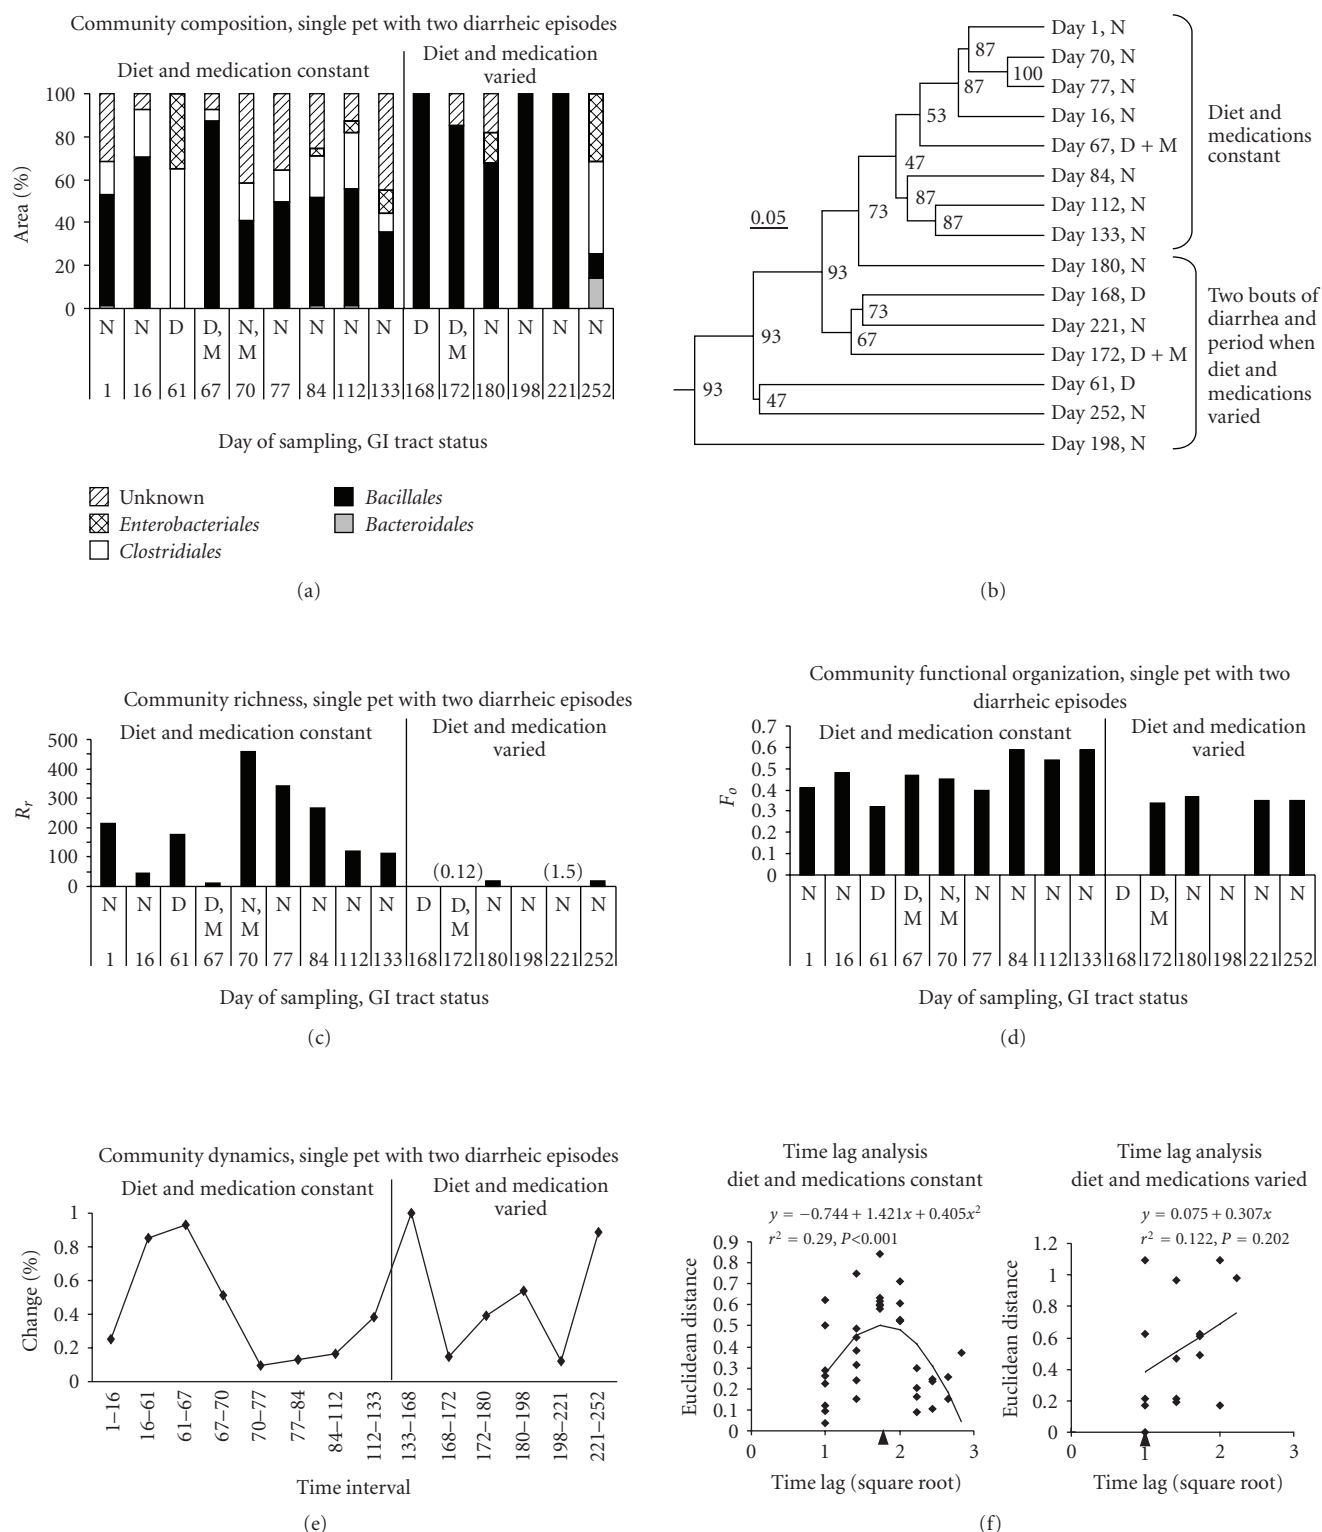 Community composition, single pet with two diarrheic episodes
Diet and medication constant
Diet and medication
varied
Area (%)
100
80
60
40
20
0
N N D D, M N, M N N N N D D, M N N N N
1 16 61 67 70 77 84 112 133 168 172 180 198 221 252
Day of sampling, GI tract status
Unknown
Enterobacteriales
Clostridiales
Bacillales
Bacteroidales
(a)
Day 1, N
Day 70, N
Day 77, N
Day 16, N
Day 67, D + M
Day 84, N
Day 112, N
Day 133, N
Day 180, N
Day 168, D
Day 221, N
Day 172, D + M
Day 61, D
Day 252, N
Day 198, N
87
100
87
53
47
87
87
73
93
73
67
93
47
93
0.05
Diet and
medications
constant
Two bouts of
diarrhea and
period when
diet and
medications
varied
(b)
Community richness, single pet with two diarrheic episodes
Diet and medication constant
Diet and medication
varied
Rr
500
400
300
200
100
0
(0.12)
(1.5)
N N D D, M N, M N N N N D D, M N N N N
1 16 61 67 70 77 84 112 133 168 172 180 198 221 252
Day of sampling, GI tract status
(c)
Community functional organization, single pet with two
diarrheic episodes
Diet and medication constant
Diet and medication
varied
Fo
0.7
0.6
0.5
0.4
0.3
0.2
0.1
0
N N D D, M N, M N N N N D D, M N N N N
1 16 61 67 70 77 84 112 133 168 172 180 198 221 252
Day of sampling, GI tract status
(d)
Community dynamics, single pet with two diarrheic episodes
Diet and medication constant
Diet and medication
varied
Change (%)
1
0.8
0.6
0.4
0.2
0
1–16
16–61
61–67
67–70
70–77
77–84
84–112
112–133
133–168
168–172
172–180
180–198
198–221
221–252
Time interval
(e)
Time lag analysis
diet and medications constant
y = −0.744 + 1.421x + 0.405x²
r² = 0.29, P<0.001
Euclidean distance
0.9
0.8
0.7
0.6
0.5
0.4
0.3
0.2
0.1
0
0 1 2 3
Time lag (square root)
Time lag analysis
diet and medications varied
y = 0.075 + 0.307x
r² = 0.122, P = 0.202
Euclidean distance
1.2
1
0.8
0.6
0.4
0.2
0
0 1 2 3
Time lag (square root)
(f)